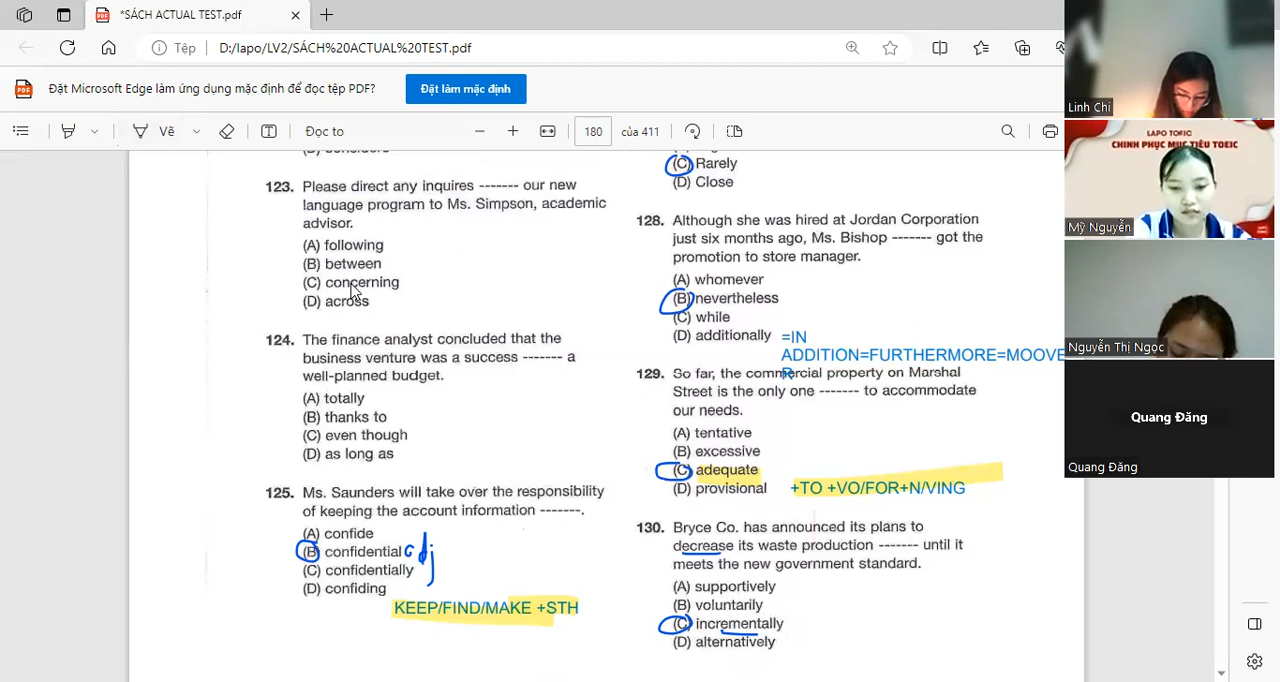 *SÁCH ACTUAL TEST.pdf
Tệp
D:/lapo/LV2/SÁCH%20ACTUAL%20TEST.pdf
Đặt Microsoft Edge làm ứng dụng mặc định để đọc tệp PDF?
Đặt làm mặc định
Vẽ
Đọc to
180
của 411
123. Please direct any inquires ------- our new
language program to Ms. Simpson, academic
advisor.
(A) following
(B) between
(C) concerning
(D) across
124. The finance analyst concluded that the
business venture was a success ------- a
well-planned budget.
(A) totally
(B) thanks to
(C) even though
(D) as long as
125. Ms. Saunders will take over the responsibility
of keeping the account information -------.
(A) confide
(B) confidential adj
(C) confidentially
(D) confiding
KEEP/FIND/MAKE +STH
(C) Rarely
(D) Close
128. Although she was hired at Jordan Corporation
just six months ago, Ms. Bishop ------- got the
promotion to store manager.
(A) whomever
(B) nevertheless
(C) while
(D) additionally
=IN
ADDITION=FURTHERMORE=MOOVE
R
129. So far, the commercial property on Marshal
Street is the only one ------- to accommodate
our needs.
(A) tentative
(B) excessive
(C) adequate
(D) provisional
+TO +VO/FOR+N/VING
130. Bryce Co. has announced its plans to
decrease its waste production ------- until it
meets the new government standard.
(A) supportively
(B) voluntarily
(C) incrementally
(D) alternatively
Linh Chi
LAPO TOEIC
CHINH PHỤC MỤC TIÊU TOEIC
Mỹ Nguyễn
Nguyễn Thị Ngọc
Quang Đăng
Quang Đăng